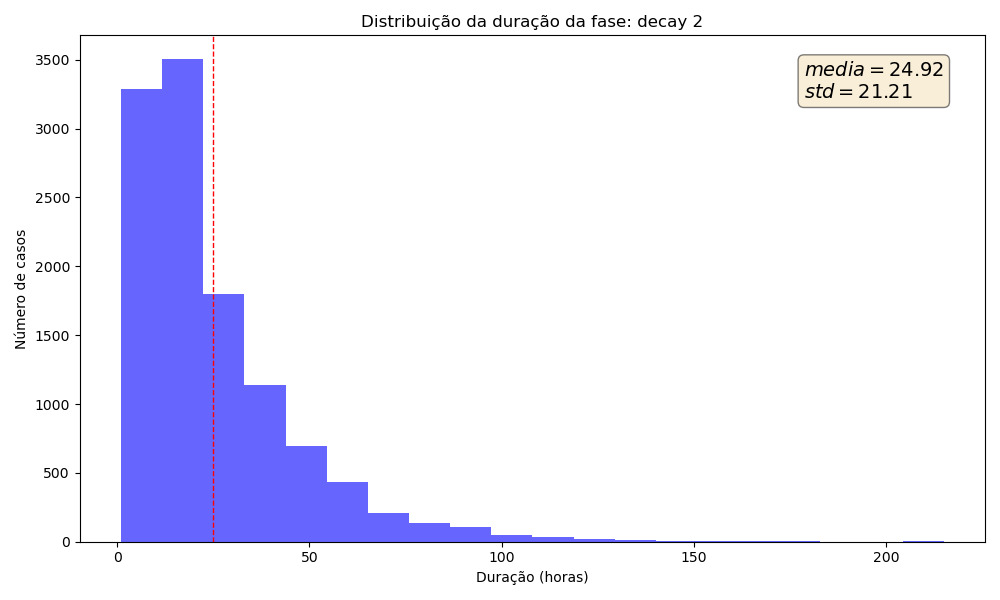 Distribuição da duração da fase: decay 2
media = 24.92
std = 21.21
Número de casos
3500
3000
2500
2000
1500
1000
500
0
0 50 100 150 200
Duração (horas)